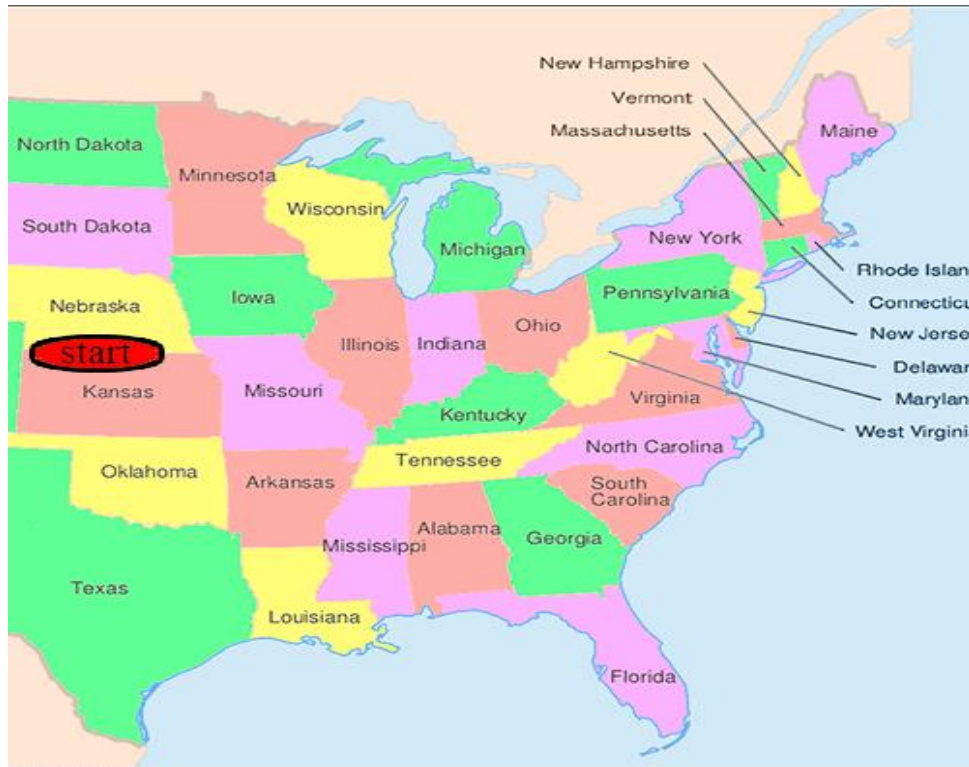 New Hampshire
Vermont
Massachusetts
Maine
North Dakota
Minnesota
Wisconsin
South Dakota
Michigan
New York
Rhode Islan
Nebraska
Iowa
Pennsylvania
Connecticu
start
Illinois
Indiana
Ohio
New Jerse
Delawar
Kansas
Missouri
Virginia
Marylan
Kentucky
West Virgini
Oklahoma
Arkansas
Tennessee
North Carolina
South
Carolina
Mississippi
Alabama
Georgia
Texas
Louisiana
Florida